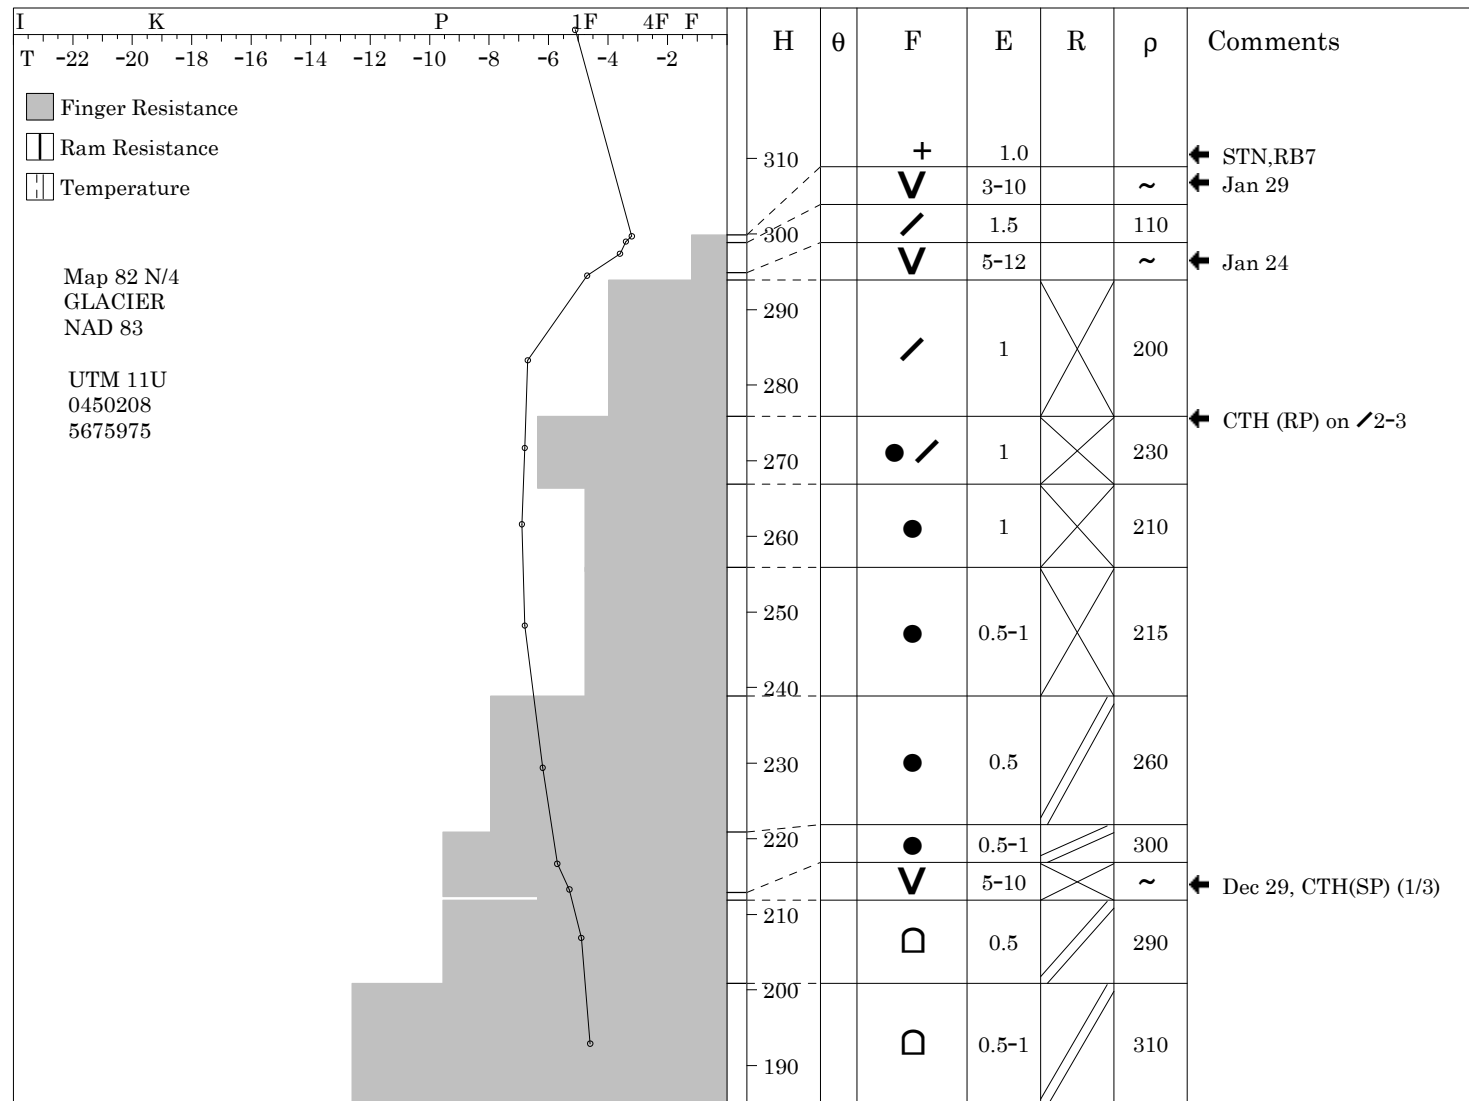 I K P 1F 4F F
T -22 -20 -18 -16 -14 -12 -10 -8 -6 -4 -2
H θ F E R ρ Comments
Finger Resistance
Ram Resistance
Temperature
Map 82 N/4
GLACIER
NAD 83
UTM 11U
0450208
5675975
310
300
290
280
270
260
250
240
230
220
210
200
190
+ 1.0 STN,RB7
V 3-10 ~ Jan 29
/ 1.5 110
V 5-12 ~ Jan 24
/ 1 200
CTH (RP) on /2-3
● / 1 230
● 1 210
● 0.5-1 215
● 0.5 260
● 0.5-1 300
V 5-10 ~ Dec 29, CTH(SP) (1/3)
0.5 290
0.5-1 310